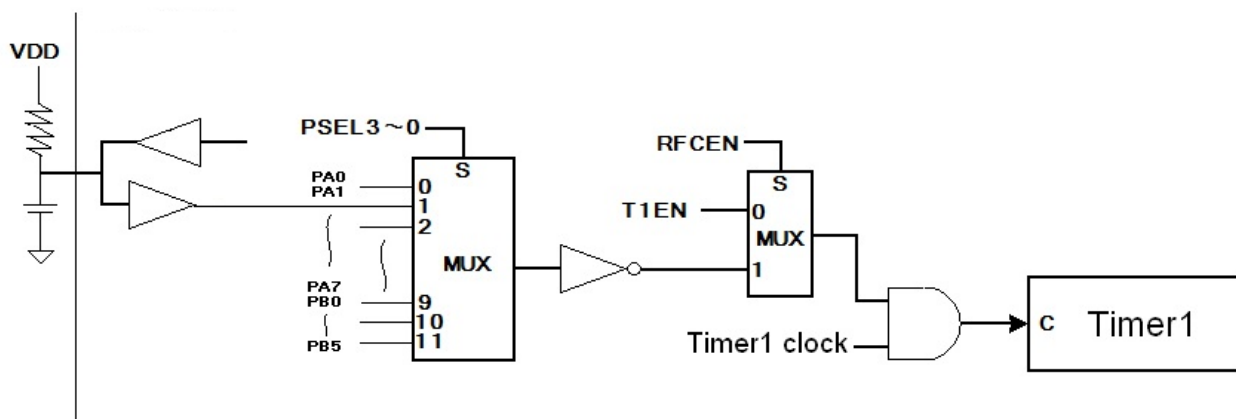 VDD
PSEL3~0
RFCEN
S
S
PA0
PA1
0
1
2
T1EN
0
MUX
MUX
1
PA7
PB0
9
10
11
PB5
C
Timer1
Timer1 clock